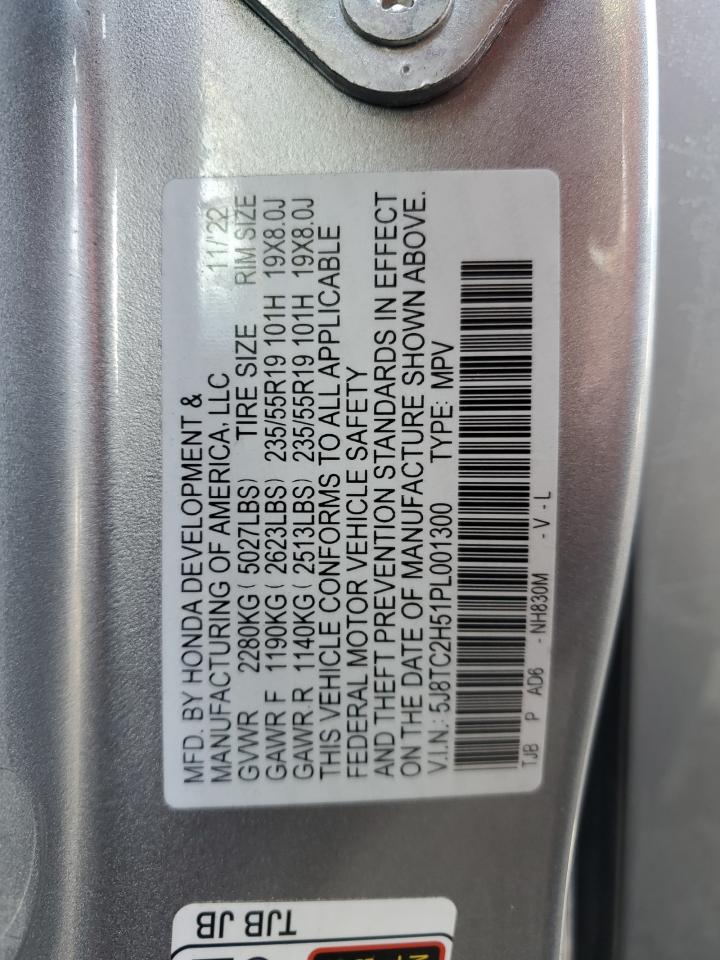 MFD. BY HONDA DEVELOPMENT &
MANUFACTURING OF AMERICA, LLC 11/'22
GVWR 2280KG ( 5027LBS) TIRE SIZE RIM SIZE
GAWR F 1190KG ( 2623LBS) 235/55R19 101H 19X8.0J
GAWR.R 1140KG ( 2513LBS) 235/55R19 101H 19X8.0J
THIS VEHICLE CONFORMS TO ALL APPLICABLE
FEDERAL MOTOR VEHICLE SAFETY
AND THEFT PREVENTION STANDARDS IN EFFECT
ON THE DATE OF MANUFACTURE SHOWN ABOVE.
V.I.N.: 5J8TC2H51PL001300 TYPE: MPV
TJB P AD6 - NH830M - V - L
TJB JB